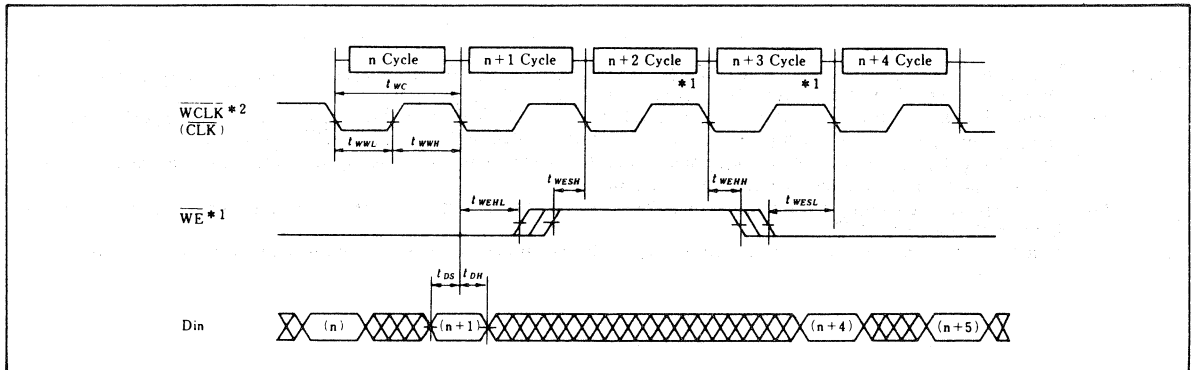 n Cycle n+1 Cycle n+2 Cycle n+3 Cycle n+4 Cycle
*1 *1
tWC
WCLK *2
(CLK)
tWWL tWWH
tWESH tWEHH
tWEHL tWESL
WE *1
tDS tDH
Din (n) (n+1) (n+4) (n+5)